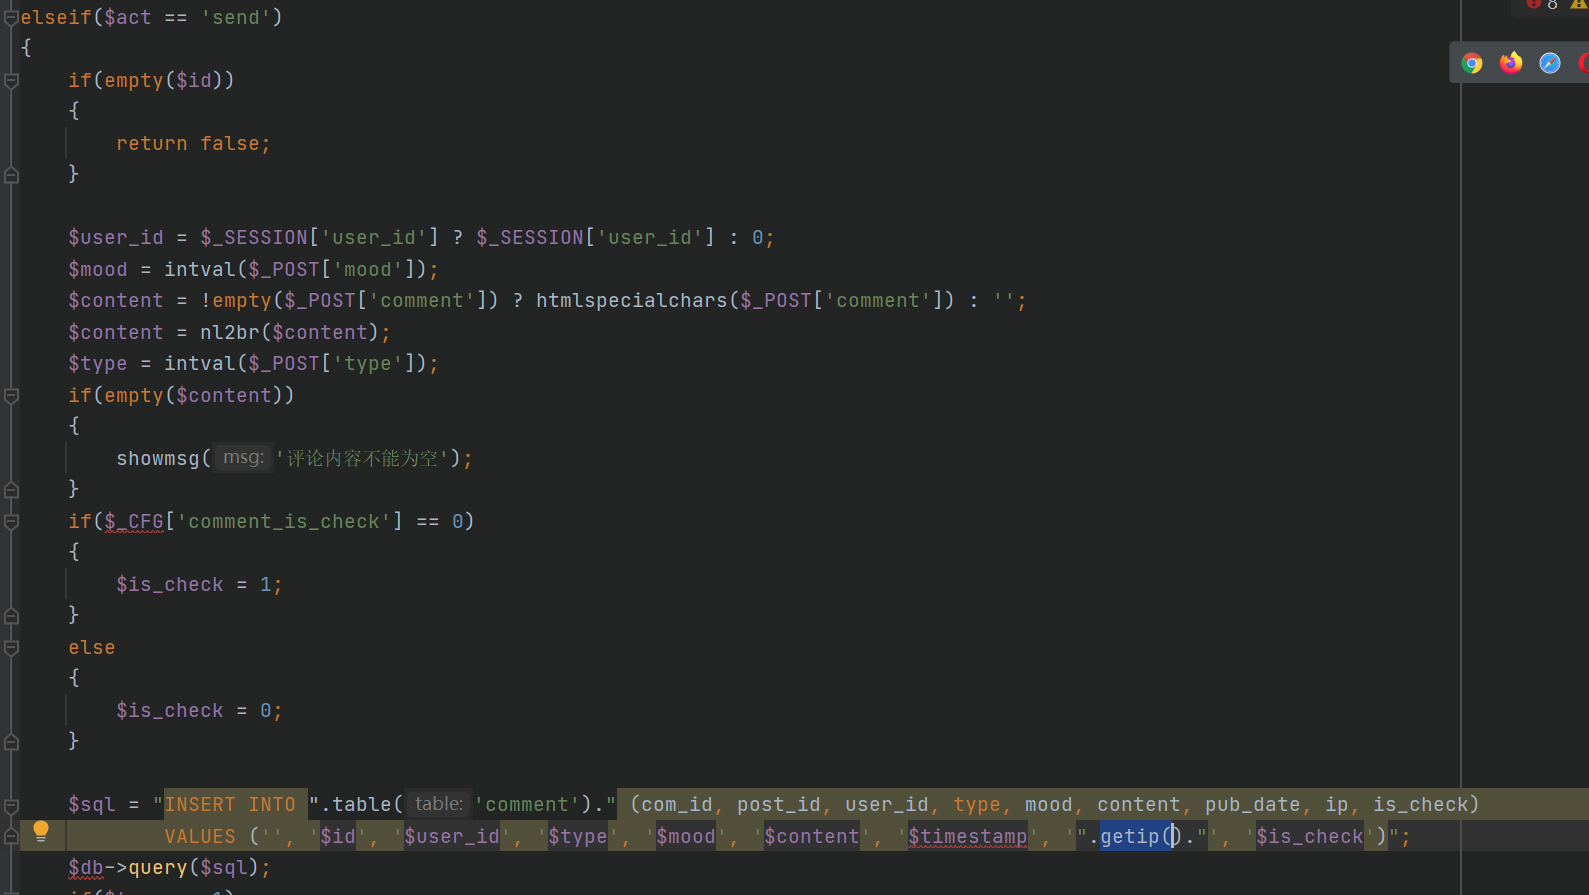 elseif($act == 'send')
8
{
    if(empty($id))
    {
        return false;
    }

    $user_id = $_SESSION['user_id'] ? $_SESSION['user_id'] : 0;
    $mood = intval($_POST['mood']);
    $content = !empty($_POST['comment']) ? htmlspecialchars($_POST['comment']) : '';
    $content = nl2br($content);
    $type = intval($_POST['type']);
    if(empty($content))
    {
        showmsg( msg: '评论内容不能为空');
    }
    if($_CFG['comment_is_check'] == 0)
    {
        $is_check = 1;
    }
    else
    {
        $is_check = 0;
    }

    $sql = "INSERT INTO ".table( table: 'comment')." (com_id, post_id, user_id, type, mood, content, pub_date, ip, is_check)
            VALUES ('', '$id', '$user_id', '$type', '$mood', '$content', '$timestamp', '".getip()."', '$is_check')";
    $db->query($sql);